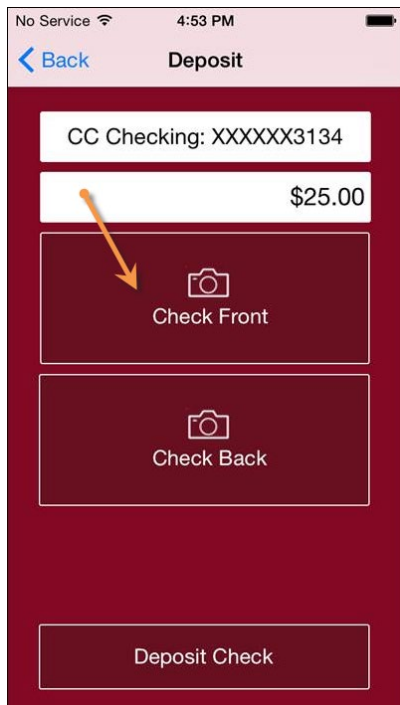 No Service 4:53 PM
Back Deposit
CC Checking: XXXXXX3134
$25.00
Check Front
Check Back
Deposit Check